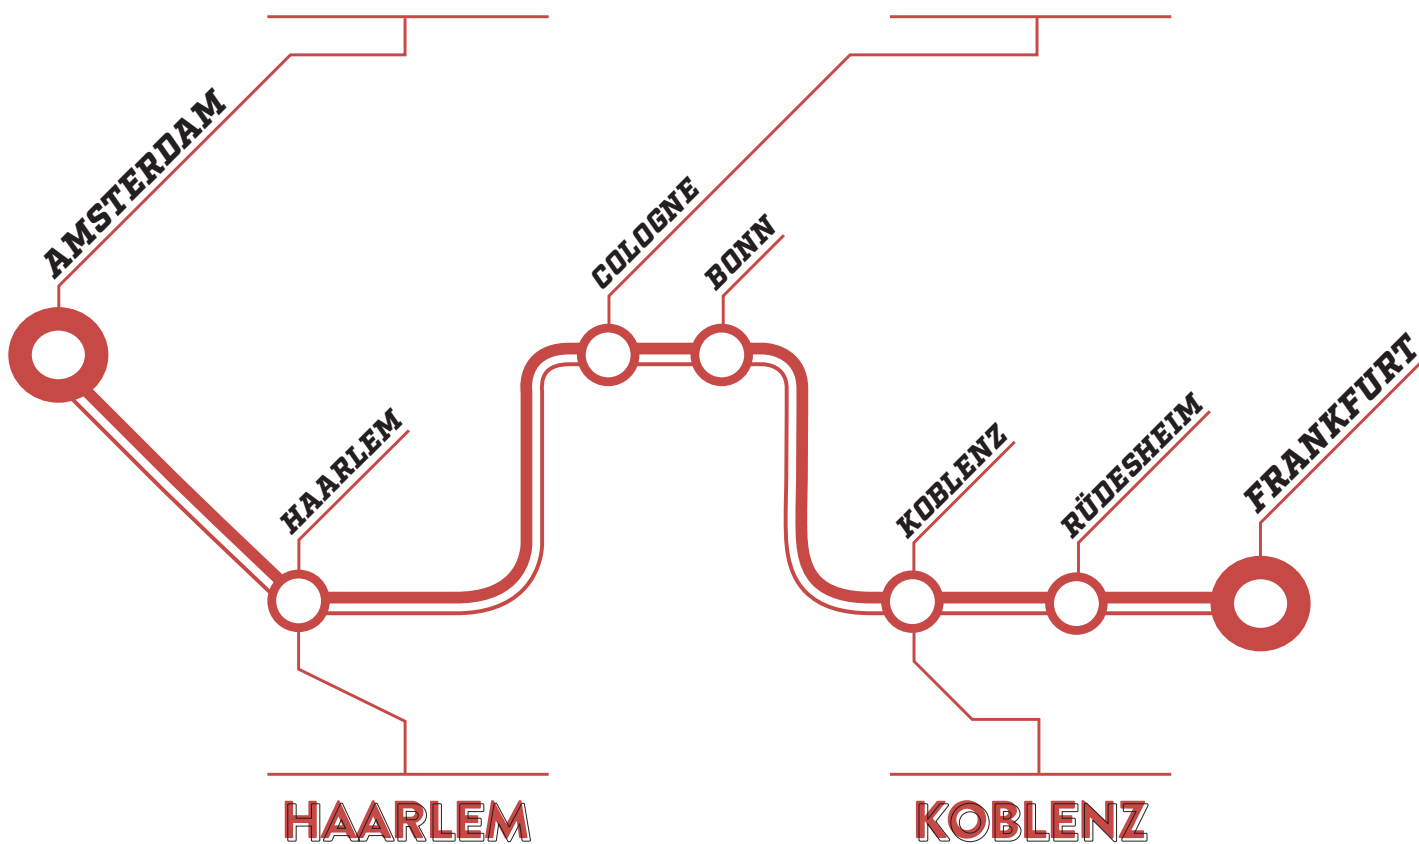 AMSTERDAM
HAARLEM
COLOGNE
BONN
KOBLENZ
RÜDESHEIM
FRANKFURT
HAARLEM
KOBLENZ